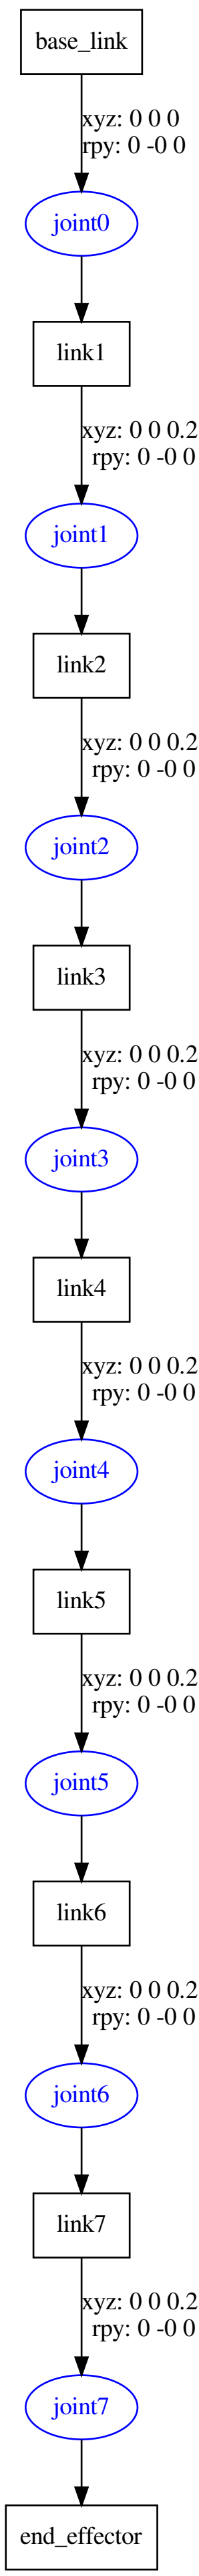 base_link
xyz: 0 0 0
rpy: 0 -0 0
joint0
link1
xyz: 0 0 0.2
rpy: 0 -0 0
joint1
link2
xyz: 0 0 0.2
rpy: 0 -0 0
joint2
link3
xyz: 0 0 0.2
rpy: 0 -0 0
joint3
link4
xyz: 0 0 0.2
rpy: 0 -0 0
joint4
link5
xyz: 0 0 0.2
rpy: 0 -0 0
joint5
link6
xyz: 0 0 0.2
rpy: 0 -0 0
joint6
link7
xyz: 0 0 0.2
rpy: 0 -0 0
joint7
end_effector